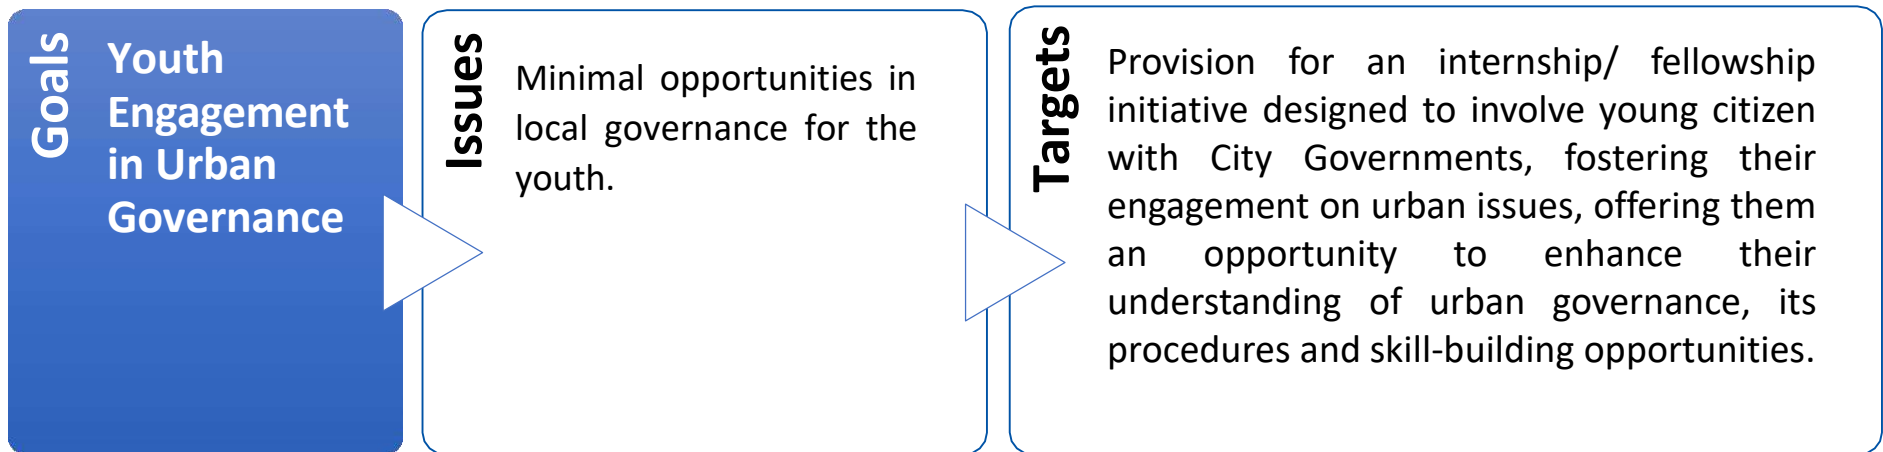 Goals
Youth
Engagement
in Urban
Governance
Issues
Minimal opportunities in
local governance for the
youth.
Targets
Provision for an internship/ fellowship
initiative designed to involve young citizen
with City Governments, fostering their
engagement on urban issues, offering them
an opportunity to enhance their
understanding of urban governance, its
procedures and skill-building opportunities.